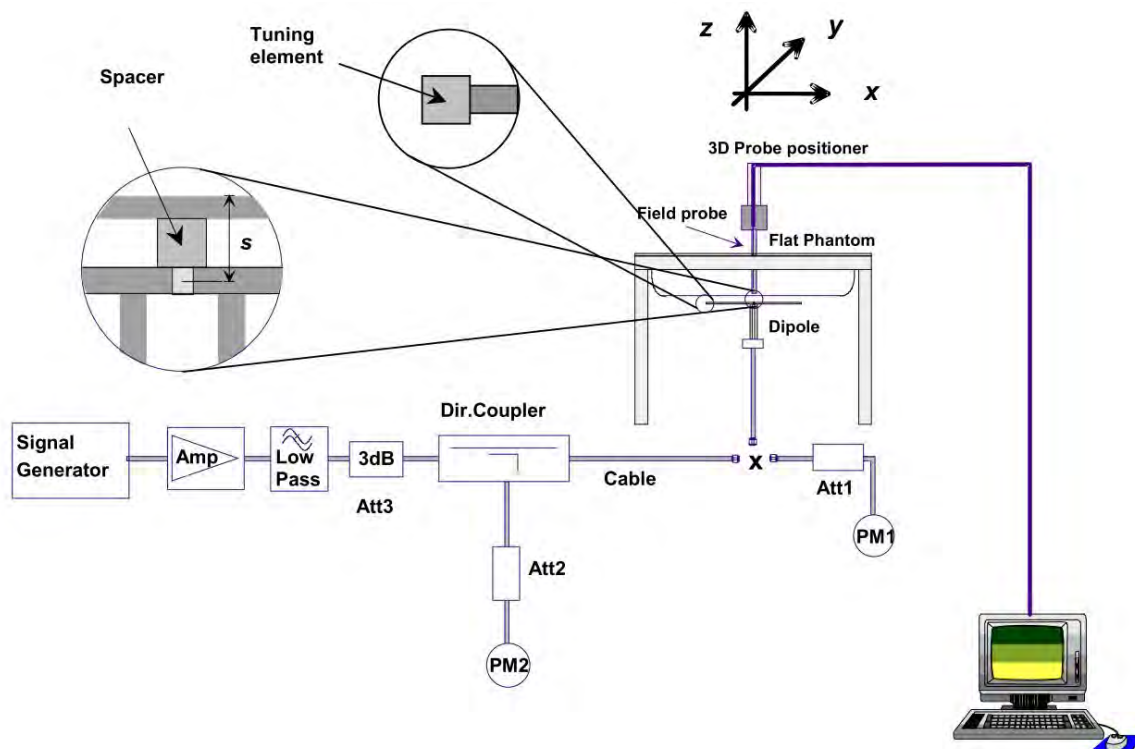 z
y
x
Tuning
element
Spacer
3D Probe positioner
Field probe
Flat Phantom
s
Dipole
Dir.Coupler
Signal
Generator
Amp
Low
Pass
3dB
Att3
Cable
x
Att1
PM1
Att2
PM2